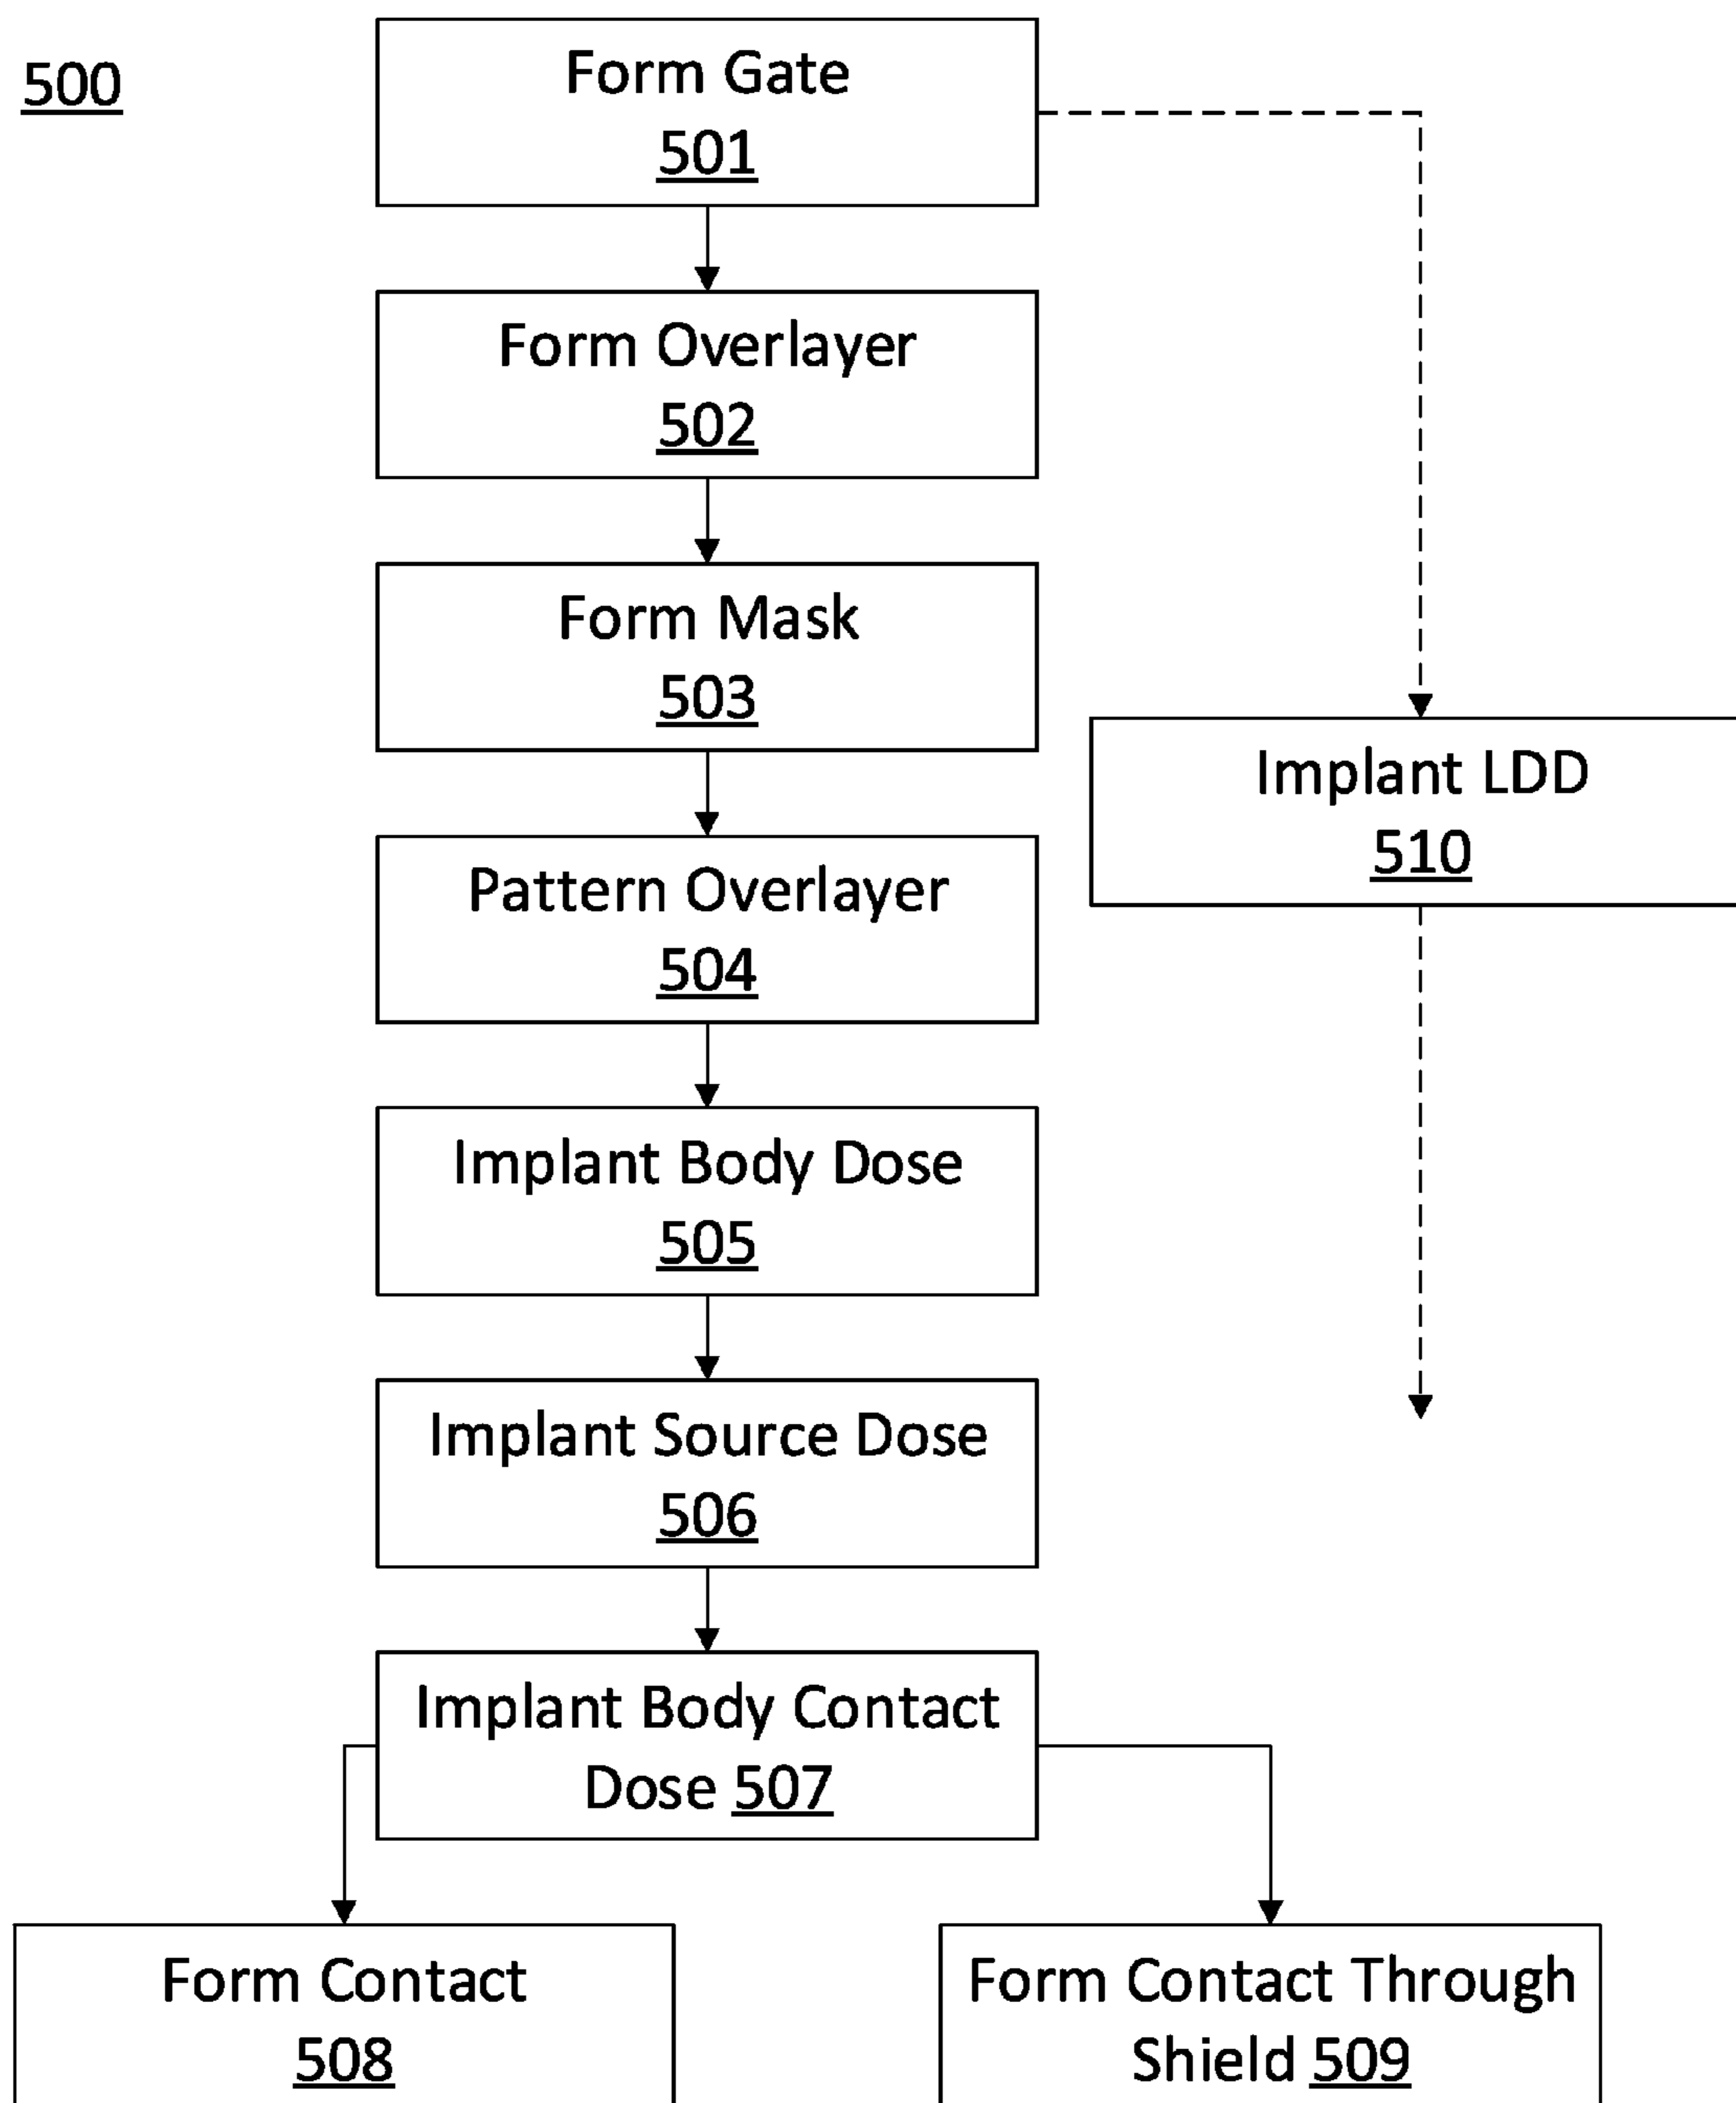 500
Form Gate
501
Form Overlayer
502
Form Mask
503
Implant LDD
510
Pattern Overlayer
504
Implant Body Dose
505
Implant Source Dose
506
Implant Body Contact
Dose 507
Form Contact
508
Form Contact Through
Shield 509